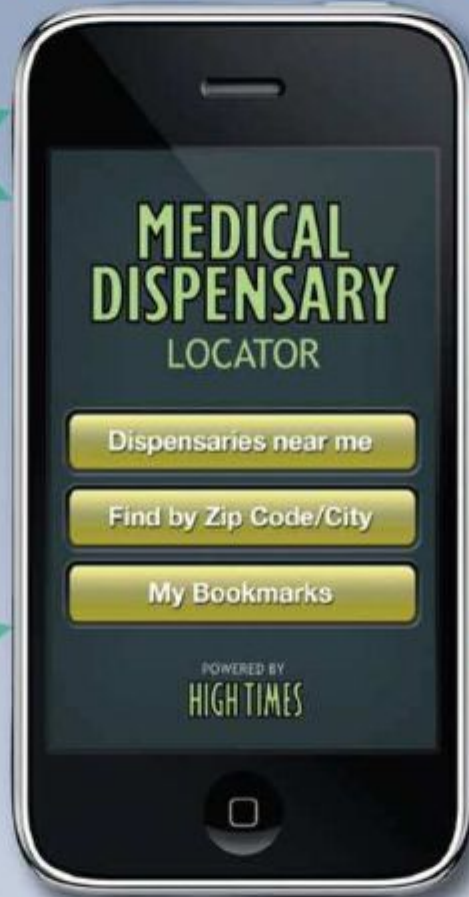 MEDICAL
DISPENSARY
LOCATOR
Dispensaries near me
Find by Zip Code/City
My Bookmarks
POWERED BY
HIGH TIMES